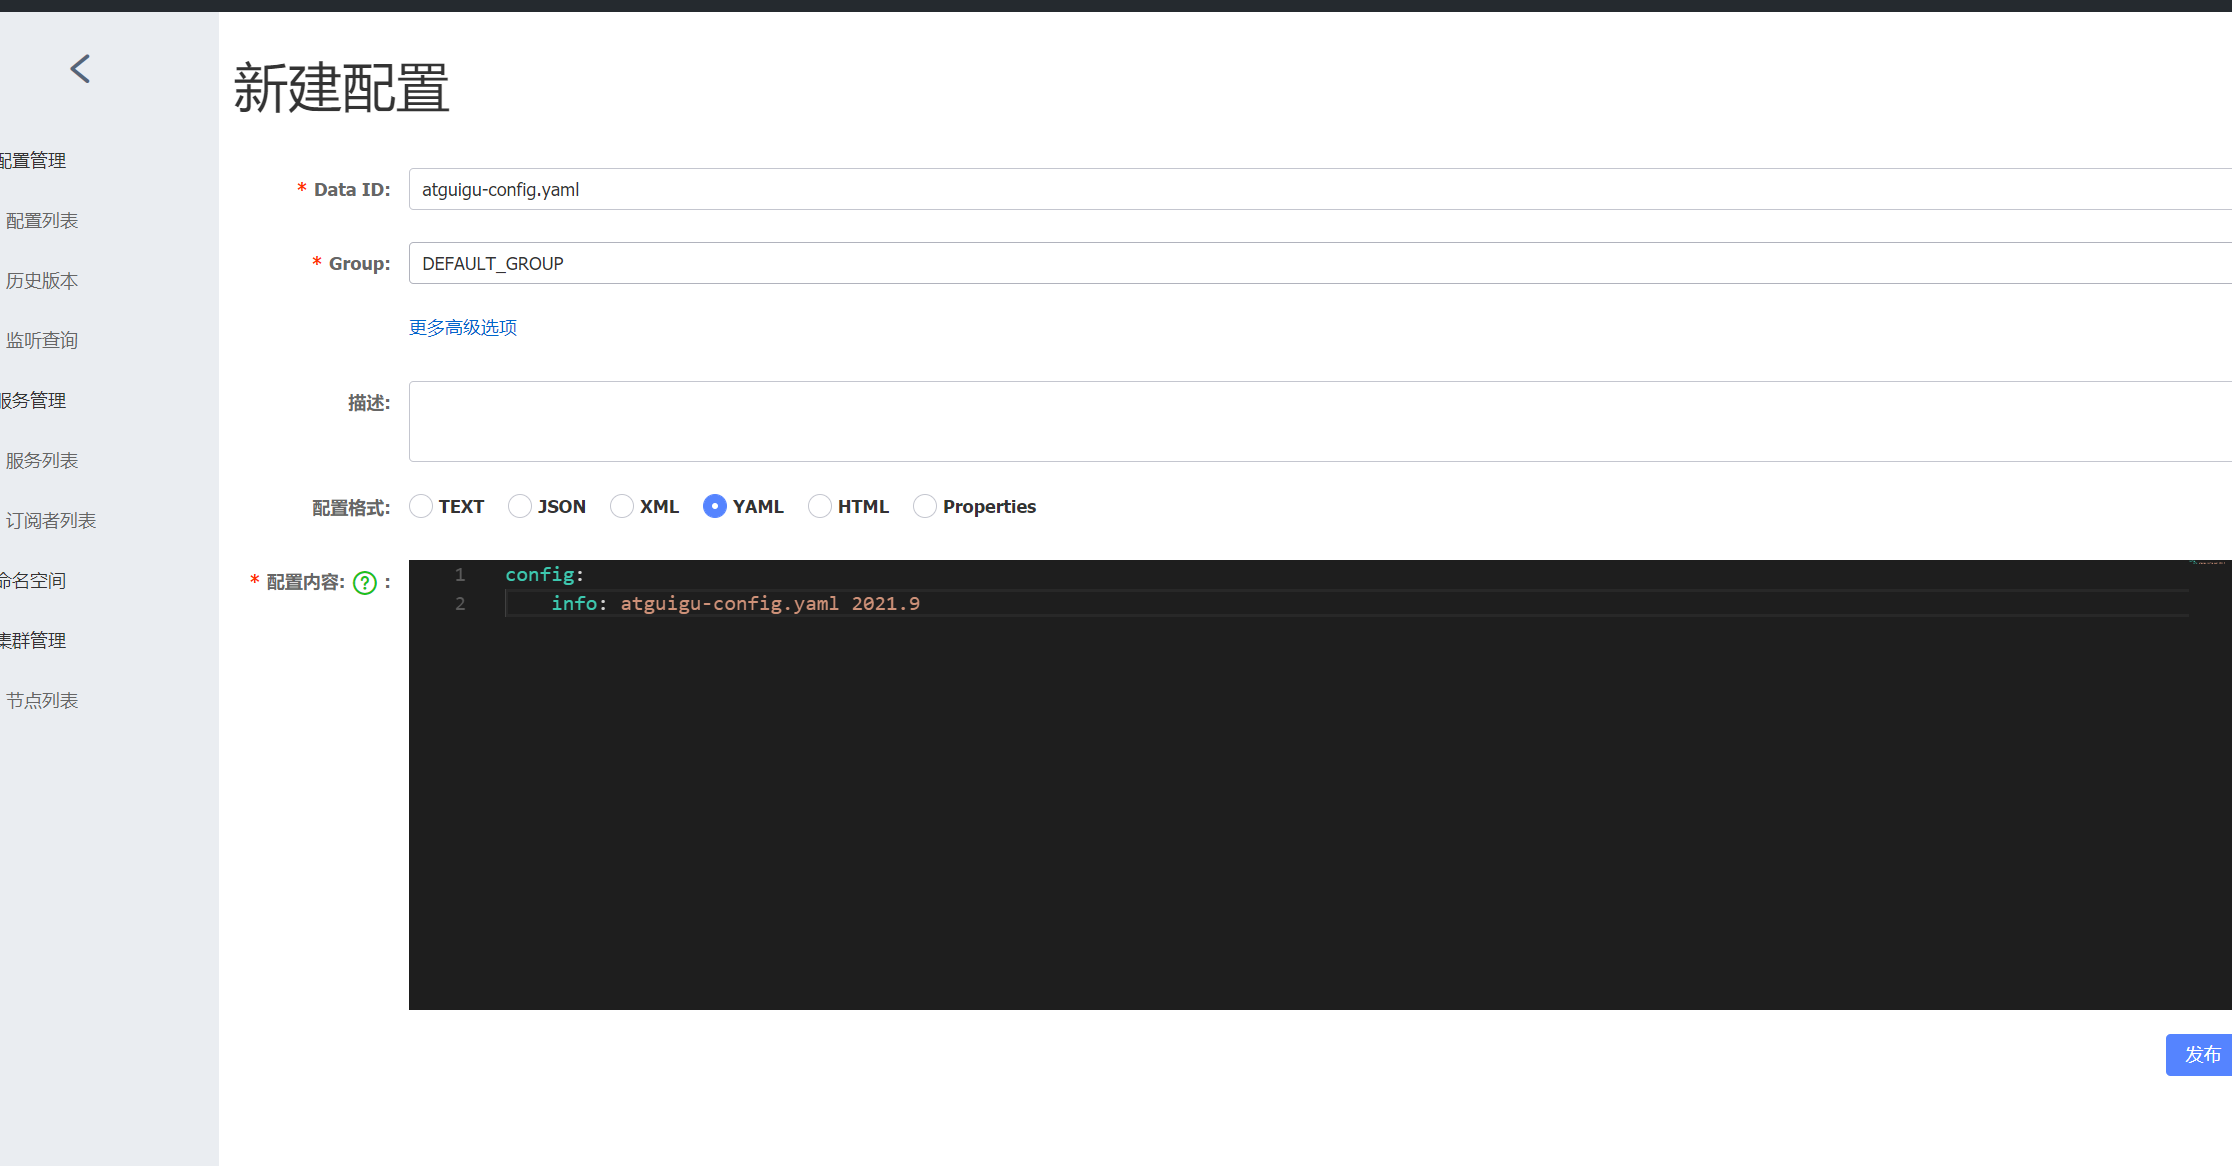 新建配置
配置管理
配置列表
历史版本
监听查询
服务管理
服务列表
订阅者列表
命名空间
集群管理
节点列表
* Data ID: atguigu-config.yaml
* Group: DEFAULT_GROUP
更多高级选项
描述:
配置格式: TEXT JSON XML YAML HTML Properties
* 配置内容: ? :
1 config:
2 info: atguigu-config.yaml 2021.9
发布